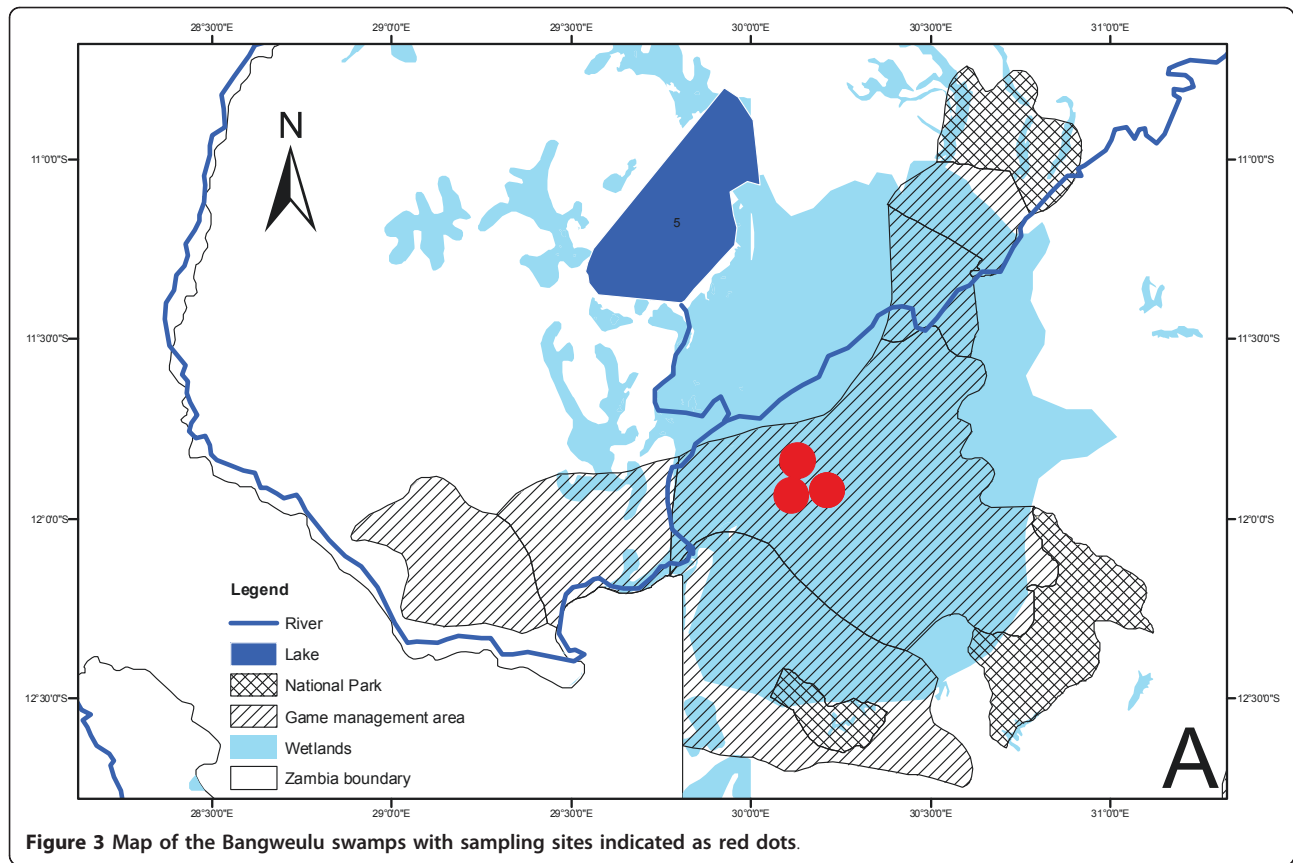 28°30'0"E 29°0'0"E 29°30'0"E 30°0'0"E 30°30'0"E 31°0'0"E
N
11°0'0"S 11°0'0"S
5
11°30'0"S 11°30'0"S
12°0'0"S 12°0'0"S
Legend
River
Lake
National Park
12°30'0"S 12°30'0"S
Game management area
Wetlands
Zambia boundary
A
28°30'0"E 29°0'0"E 29°30'0"E 30°0'0"E 30°30'0"E 31°0'0"E
Figure 3 Map of the Bangweulu swamps with sampling sites indicated as red dots.